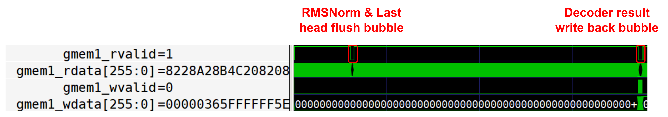 RMSNorm & Last
head flush bubble
Decoder result
write back bubble
gmem1_rvalid=1
gmem1_rdata[255:0]=8228A28B4C208208
gmem1_wvalid=0
gmem1_wdata[255:0]=00000365FFFFFF5E